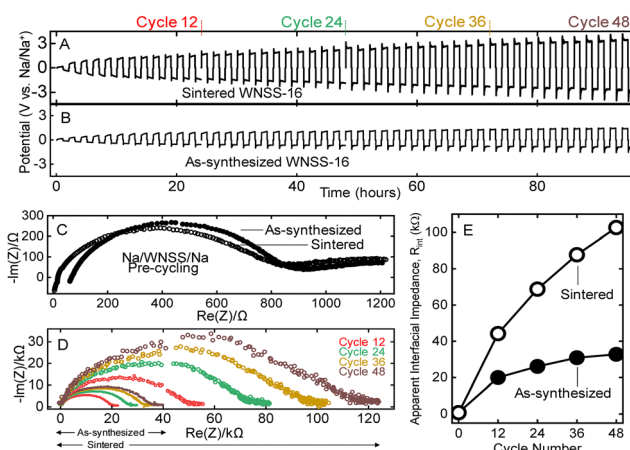 Cycle 12 Cycle 24 Cycle 36 Cycle 48
Potential (V vs. Na/Na+)
3
0
-3
A
Sintered WNSS-16
3
0
-3
B
As-synthesized WNSS-16
0 20 40 60 80
Time (hours)
-Im(Z)/Ω
300
200
100
0
C
As-synthesized
Sintered
Na/WNSS/Na
Pre-cycling
0 200 400 600 800 1000 1200
Re(Z)/Ω
-Im(Z)/kΩ
30
20
10
0
D
Cycle 12
Cycle 24
Cycle 36
Cycle 48
0 20 40 60 80 100 120
Re(Z)/kΩ
As-synthesized
Sintered
Apparent Interfacial Impedance, Rint (kΩ)
100
80
60
40
20
0
E
Sintered
As-synthesized
0 12 24 36 48
Cycle Number